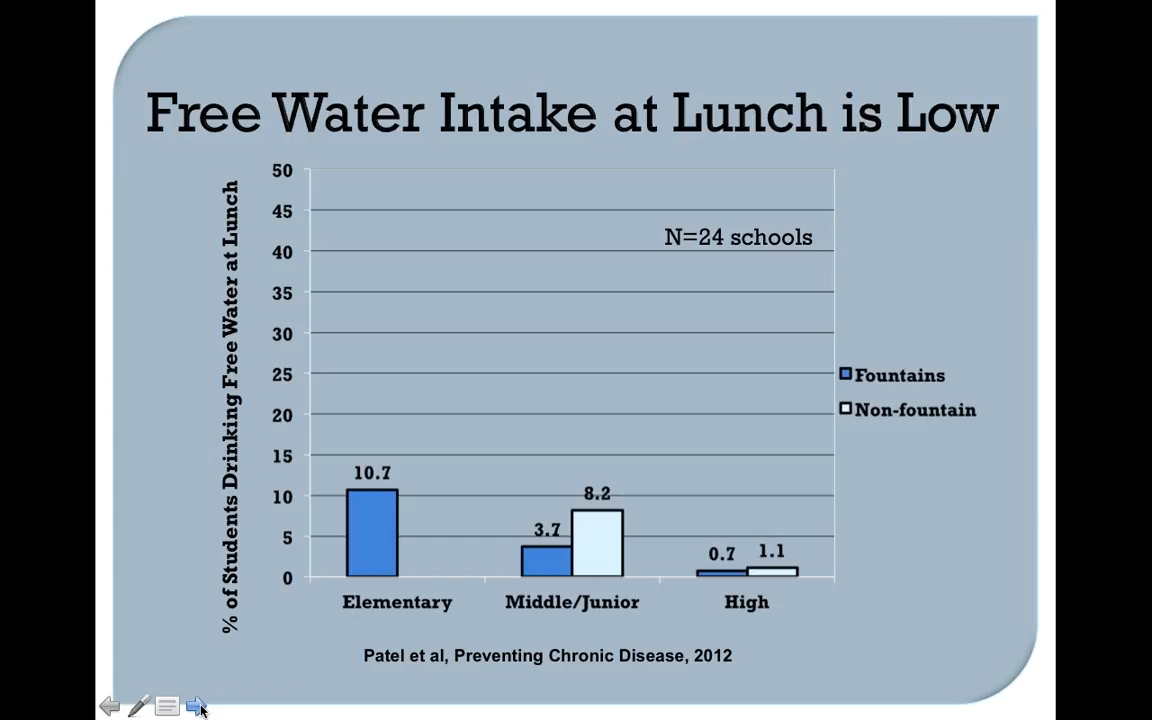 Free Water Intake at Lunch is Low
% of Students Drinking Free Water at Lunch
50
45
40
35
30
25
20
15
10
5
0
N=24 schools
10.7
3.7
8.2
0.7
1.1
Fountains
Non-fountain
Elementary
Middle/Junior
High
Patel et al, Preventing Chronic Disease, 2012